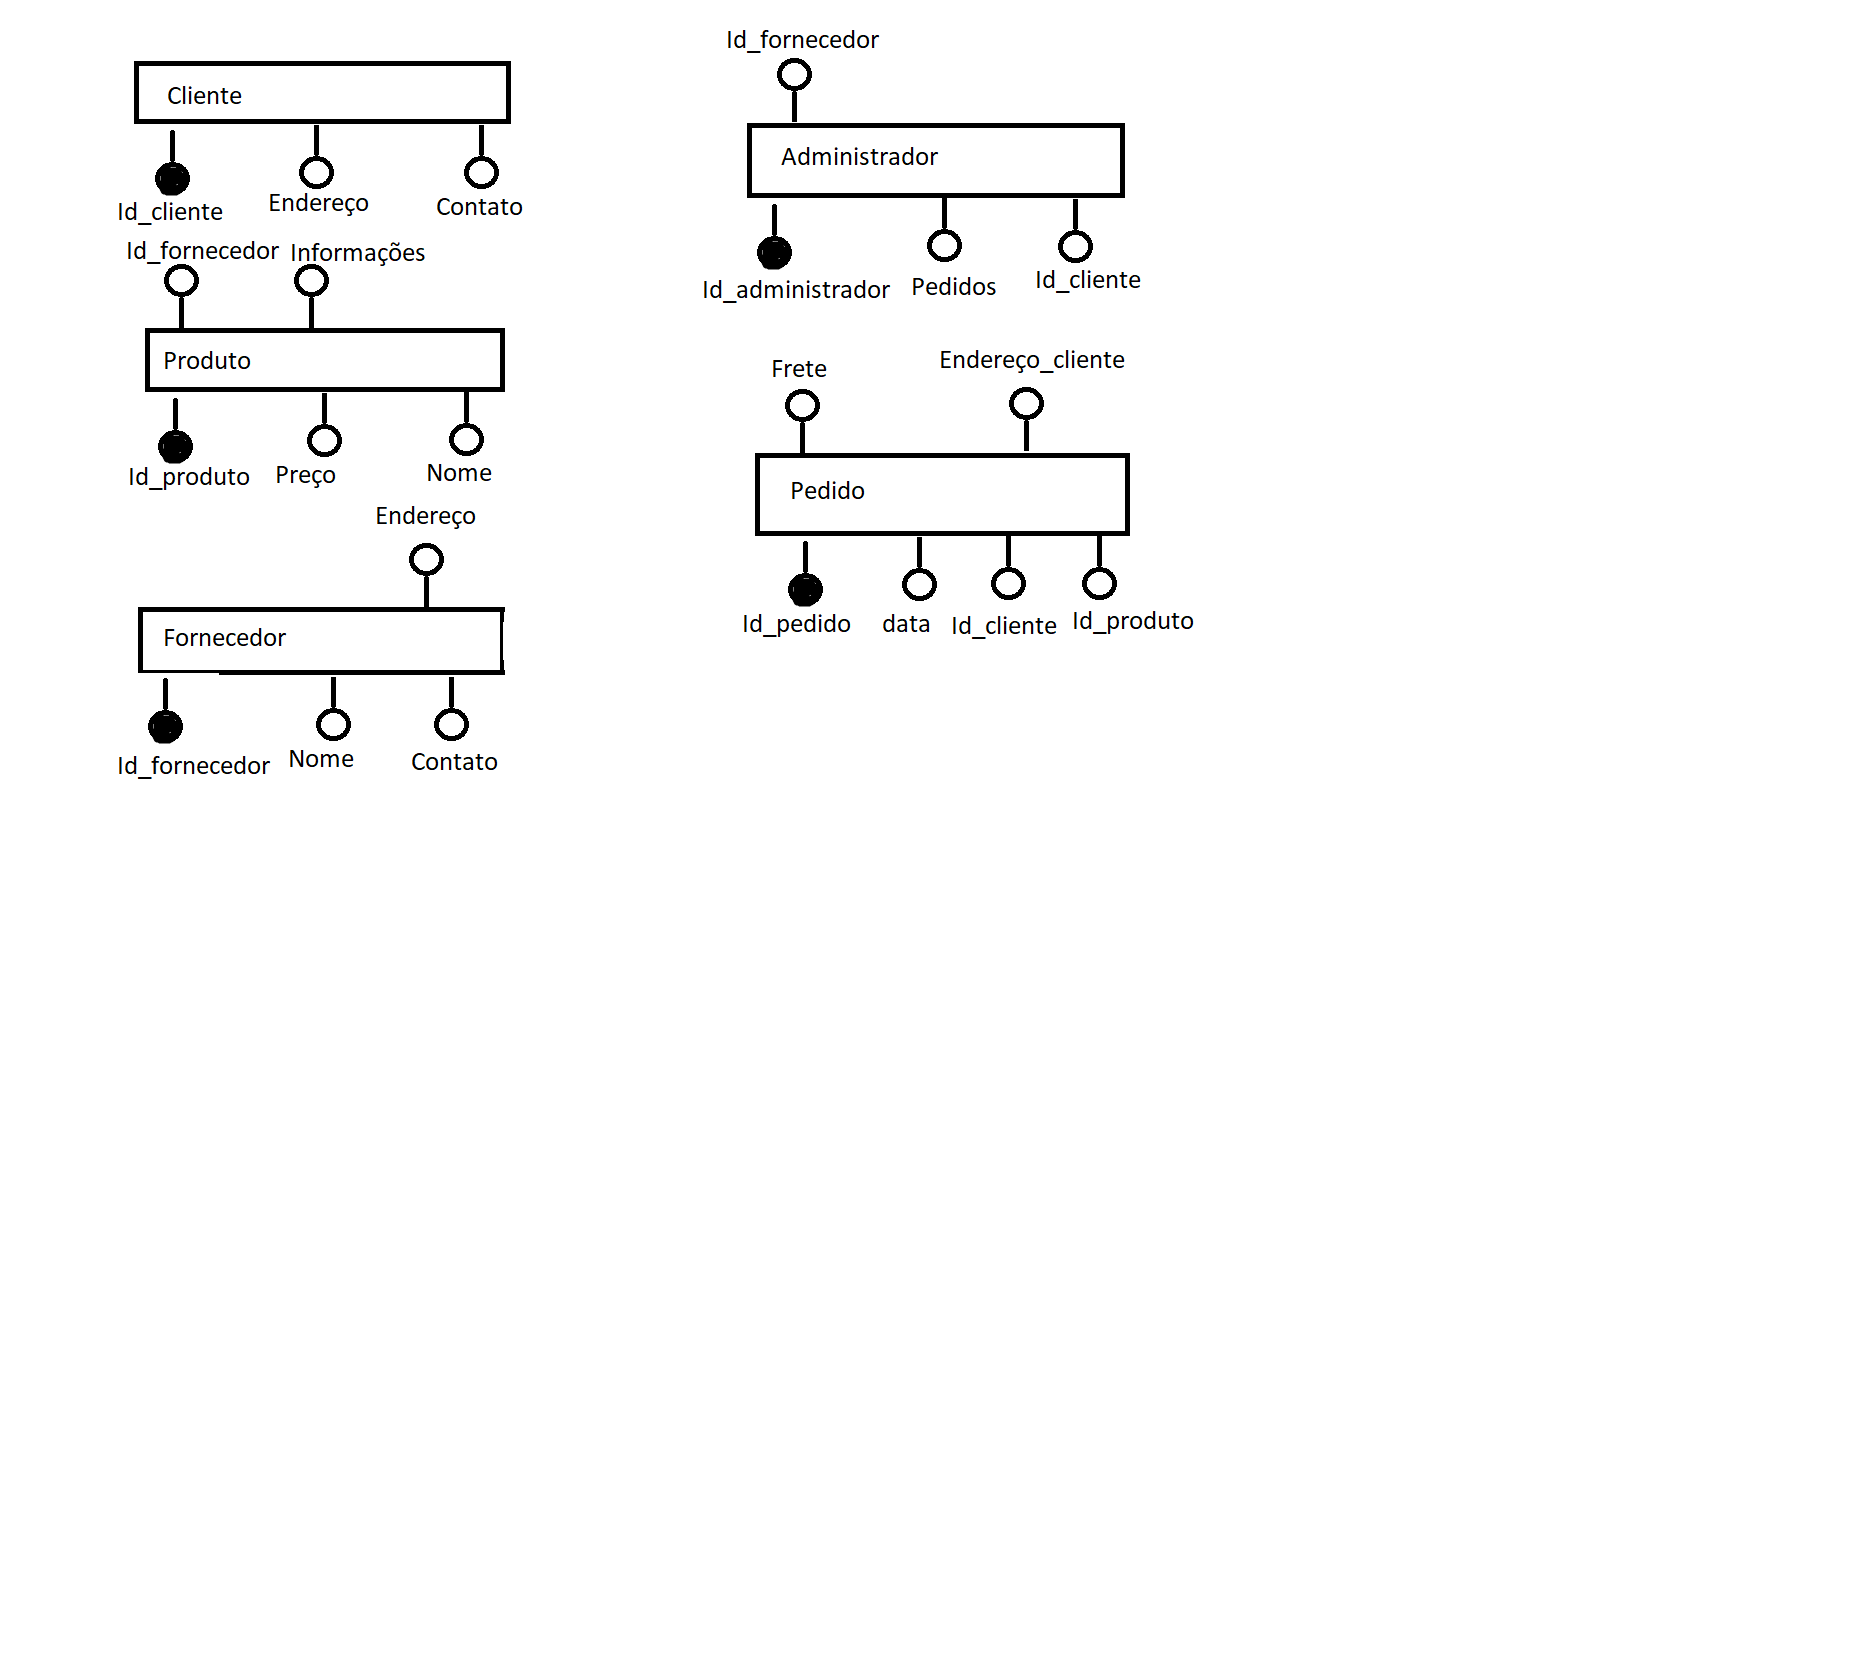 Cliente
Id_cliente
Endereço
Contato
Id_fornecedor
Informações
Produto
Id_produto
Preço
Nome
Endereço
Fornecedor
Id_fornecedor
Nome
Contato
Id_fornecedor
Administrador
Id_administrador
Pedidos
Id_cliente
Frete
Endereço_cliente
Pedido
Id_pedido
data
Id_cliente
Id_produto